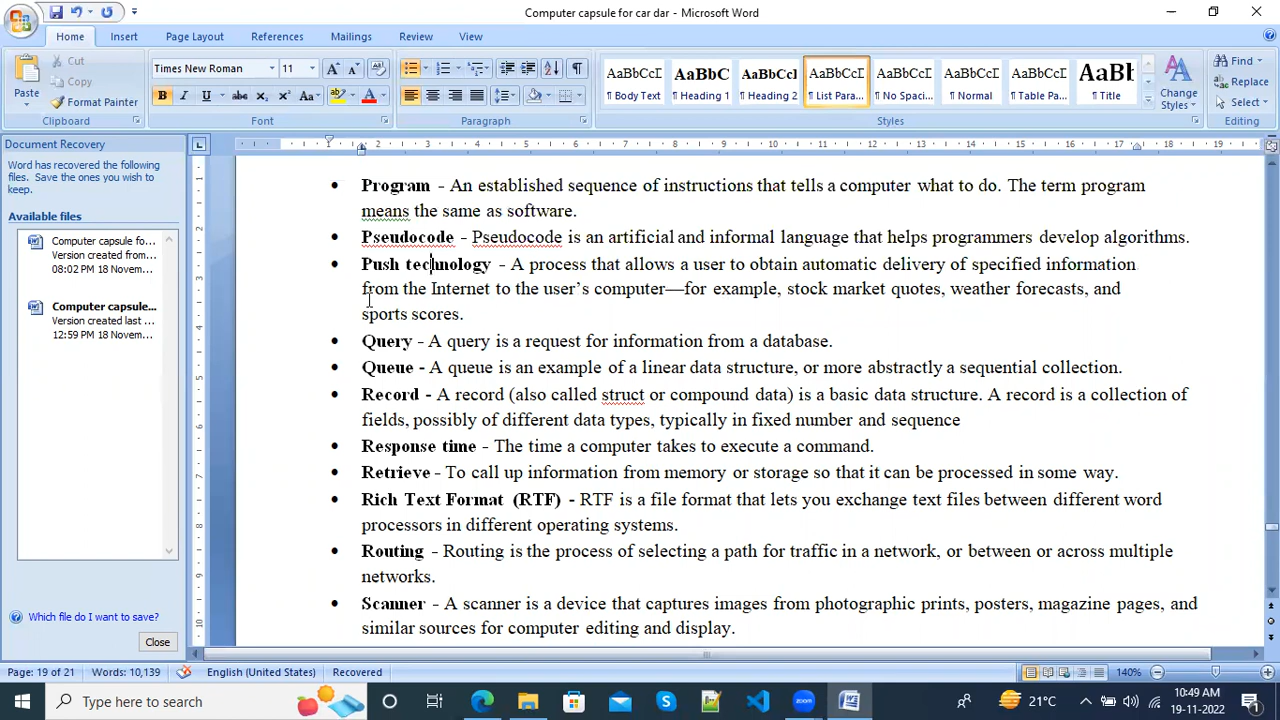 Computer capsule for car dar - Microsoft Word
Home Insert Page Layout References Mailings Review View
Paste Cut Copy Format Painter
Times New Roman 11
AaBbCcI AaBbC AaBbCcI AaBbCcI AaBbCcI AaBbCcI AaBbCcI AaBb
¶ Body Text ¶ Heading 1 ¶ Heading 2 ¶ List Para... ¶ No Spaci... ¶ Normal ¶ Table Pa... ¶ Title
Change Styles
Find Replace Select
Clipboard Font Paragraph Styles Editing
Document Recovery
Word has recovered the following
files. Save the ones you wish to
keep.
Available files
Computer capsule fo...
Version created from...
08:02 PM 18 Novem...
Computer capsule...
Version created last ...
12:59 PM 18 Novem...
Which file do I want to save?
Close
• Program - An established sequence of instructions that tells a computer what to do. The term program
means the same as software.
• Pseudocode - Pseudocode is an artificial and informal language that helps programmers develop algorithms.
• Push technology - A process that allows a user to obtain automatic delivery of specified information
from the Internet to the user’s computer—for example, stock market quotes, weather forecasts, and
sports scores.
• Query - A query is a request for information from a database.
• Queue - A queue is an example of a linear data structure, or more abstractly a sequential collection.
• Record - A record (also called struct or compound data) is a basic data structure. A record is a collection of
fields, possibly of different data types, typically in fixed number and sequence
• Response time - The time a computer takes to execute a command.
• Retrieve - To call up information from memory or storage so that it can be processed in some way.
• Rich Text Format (RTF) - RTF is a file format that lets you exchange text files between different word
processors in different operating systems.
• Routing - Routing is the process of selecting a path for traffic in a network, or between or across multiple
networks.
• Scanner - A scanner is a device that captures images from photographic prints, posters, magazine pages, and
similar sources for computer editing and display.
Page: 19 of 21 Words: 10,139 English (United States) Recovered 140%
Type here to search 21°C 10:49 AM
19-11-2022